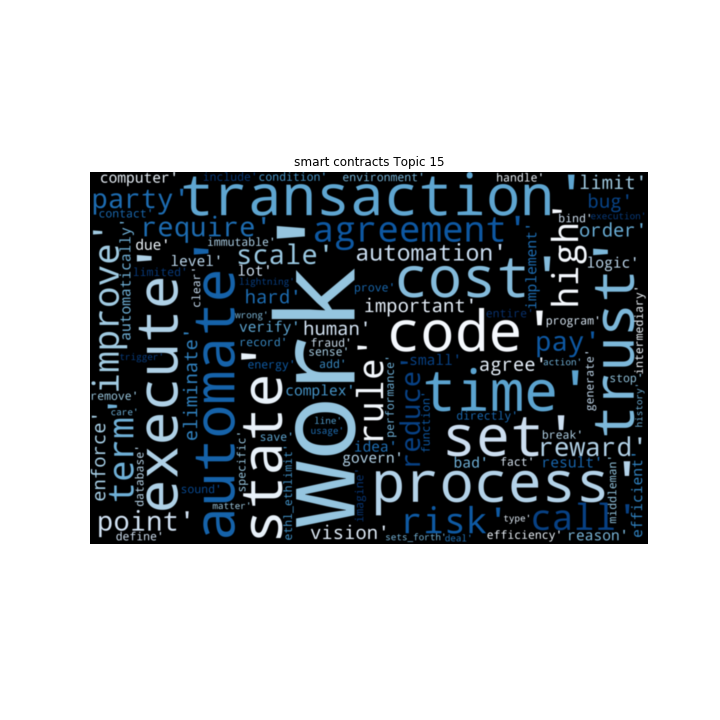 smart contracts Topic 15
computer'
include'
condition'
environment'
handle'
limit'
party'
transaction'
bug'
contact'
bind'
execution'
require'
agreement'
order'
due'
immutable'
automation'
high'
implement'
logic'
level'
scale'
cost'
improve'
automatically'
limited'
clear'
lot'
lightning'
prove'
hard'
important'
entire'
wrong'
verify'
human'
code'
program'
trust'
intermediary'
record'
fraud'
pay'
execute'
automate'
state'
work'
rule'
trigger'
eliminate'
sense'
energy'
add'
performance'
reduce'
small'
agree'
action'
stop'
generate'
complex'
time'
remove'
care'
save'
line'
usage'
function'
directly'
history'
enforce'
term'
database'
specific'
idea'
set'
break'
reward'
govern'
bad'
fact'
result'
sound'
ethl_ethlimit'
imagine'
process'
middleman'
efficient'
matter'
point'
risk'
type'
call'
define'
vision'
sets_forth'
deal'
efficiency'
reason'